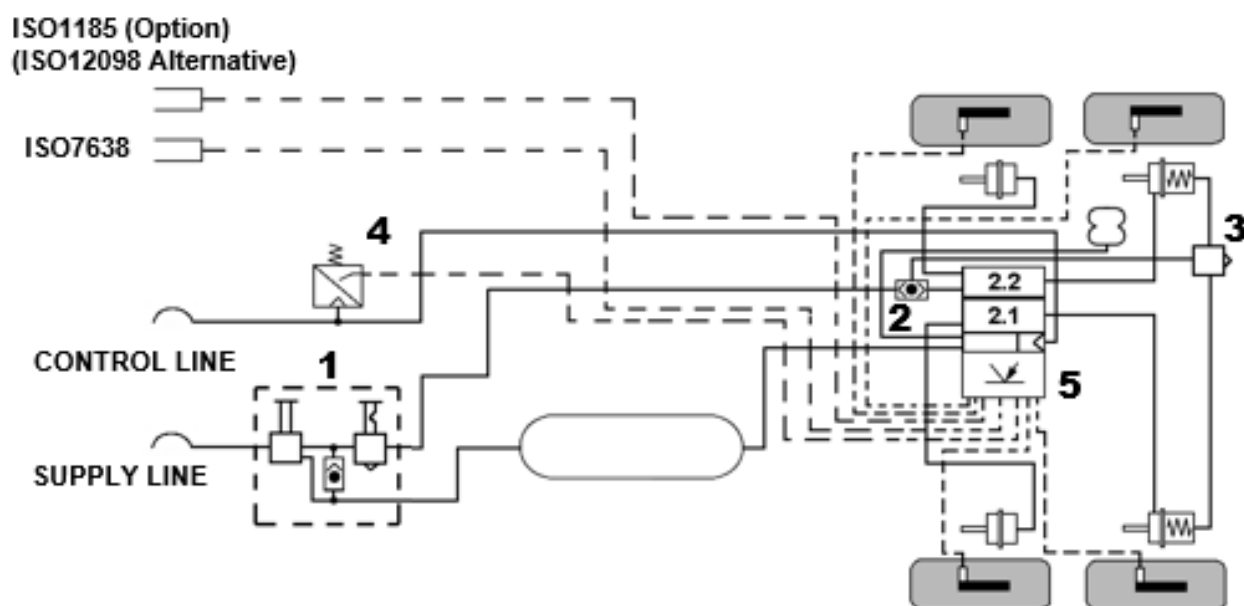 ISO1185 (Option)
(ISO12098 Alternative)
ISO7638
4
3
2.2
2.1
2
CONTROL LINE
1
5
SUPPLY LINE